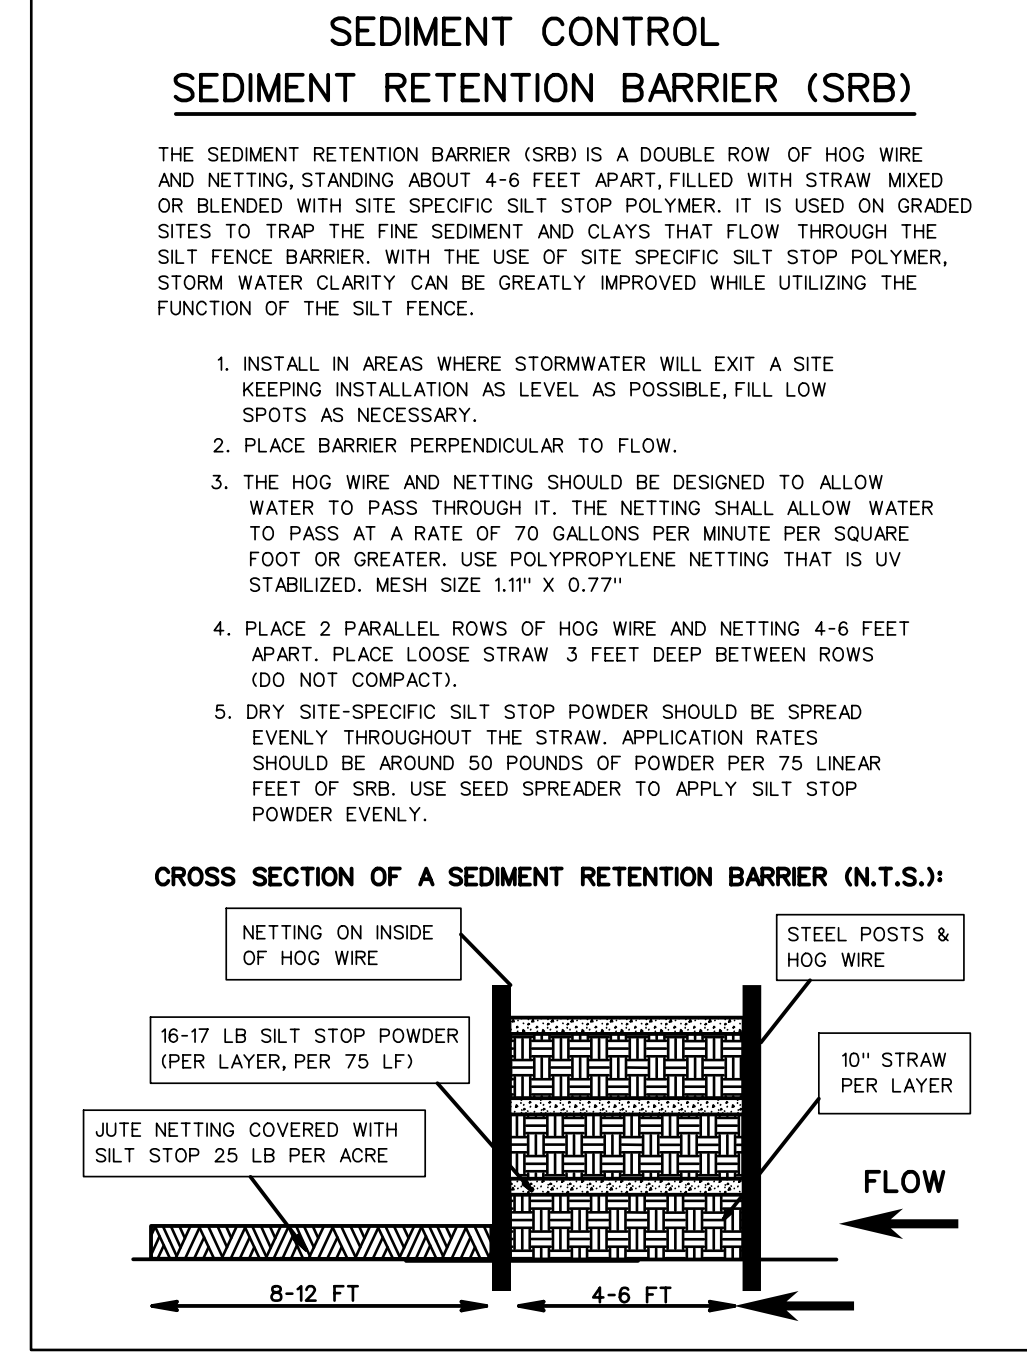 SEDIMENT CONTROL
SEDIMENT RETENTION BARRIER (SRB)
THE SEDIMENT RETENTION BARRIER (SRB) IS A DOUBLE ROW OF HOG WIRE
AND NETTING, STANDING ABOUT 4-6 FEET APART, FILLED WITH STRAW MIXED
OR BLENDED WITH SITE SPECIFIC SILT STOP POLYMER. IT IS USED ON GRADED
SITES TO TRAP THE FINE SEDIMENT AND CLAYS THAT FLOW THROUGH THE
SILT FENCE BARRIER. WITH THE USE OF SITE SPECIFIC SILT STOP POLYMER,
STORM WATER CLARITY CAN BE GREATLY IMPROVED WHILE UTILIZING THE
FUNCTION OF THE SILT FENCE.
1. INSTALL IN AREAS WHERE STORMWATER WILL EXIT A SITE
KEEPING INSTALLATION AS LEVEL AS POSSIBLE, FILL LOW
SPOTS AS NECESSARY.
2. PLACE BARRIER PERPENDICULAR TO FLOW.
3. THE HOG WIRE AND NETTING SHOULD BE DESIGNED TO ALLOW
WATER TO PASS THROUGH IT. THE NETTING SHALL ALLOW WATER
TO PASS AT A RATE OF 70 GALLONS PER MINUTE PER SQUARE
FOOT OR GREATER. USE POLYPROPYLENE NETTING THAT IS UV
STABILIZED. MESH SIZE 1.11" X 0.77"
4. PLACE 2 PARALLEL ROWS OF HOG WIRE AND NETTING 4-6 FEET
APART. PLACE LOOSE STRAW 3 FEET DEEP BETWEEN ROWS
(DO NOT COMPACT).
5. DRY SITE-SPECIFIC SILT STOP POWDER SHOULD BE SPREAD
EVENLY THROUGHOUT THE STRAW. APPLICATION RATES
SHOULD BE AROUND 50 POUNDS OF POWDER PER 75 LINEAR
FEET OF SRB. USE SEED SPREADER TO APPLY SILT STOP
POWDER EVENLY.
CROSS SECTION OF A SEDIMENT RETENTION BARRIER (N.T.S.):
NETTING ON INSIDE
OF HOG WIRE
STEEL POSTS &
HOG WIRE
16-17 LB SILT STOP POWDER
(PER LAYER, PER 75 LF)
10" STRAW
PER LAYER
JUTE NETTING COVERED WITH
SILT STOP 25 LB PER ACRE
FLOW
8-12 FT
4-6 FT